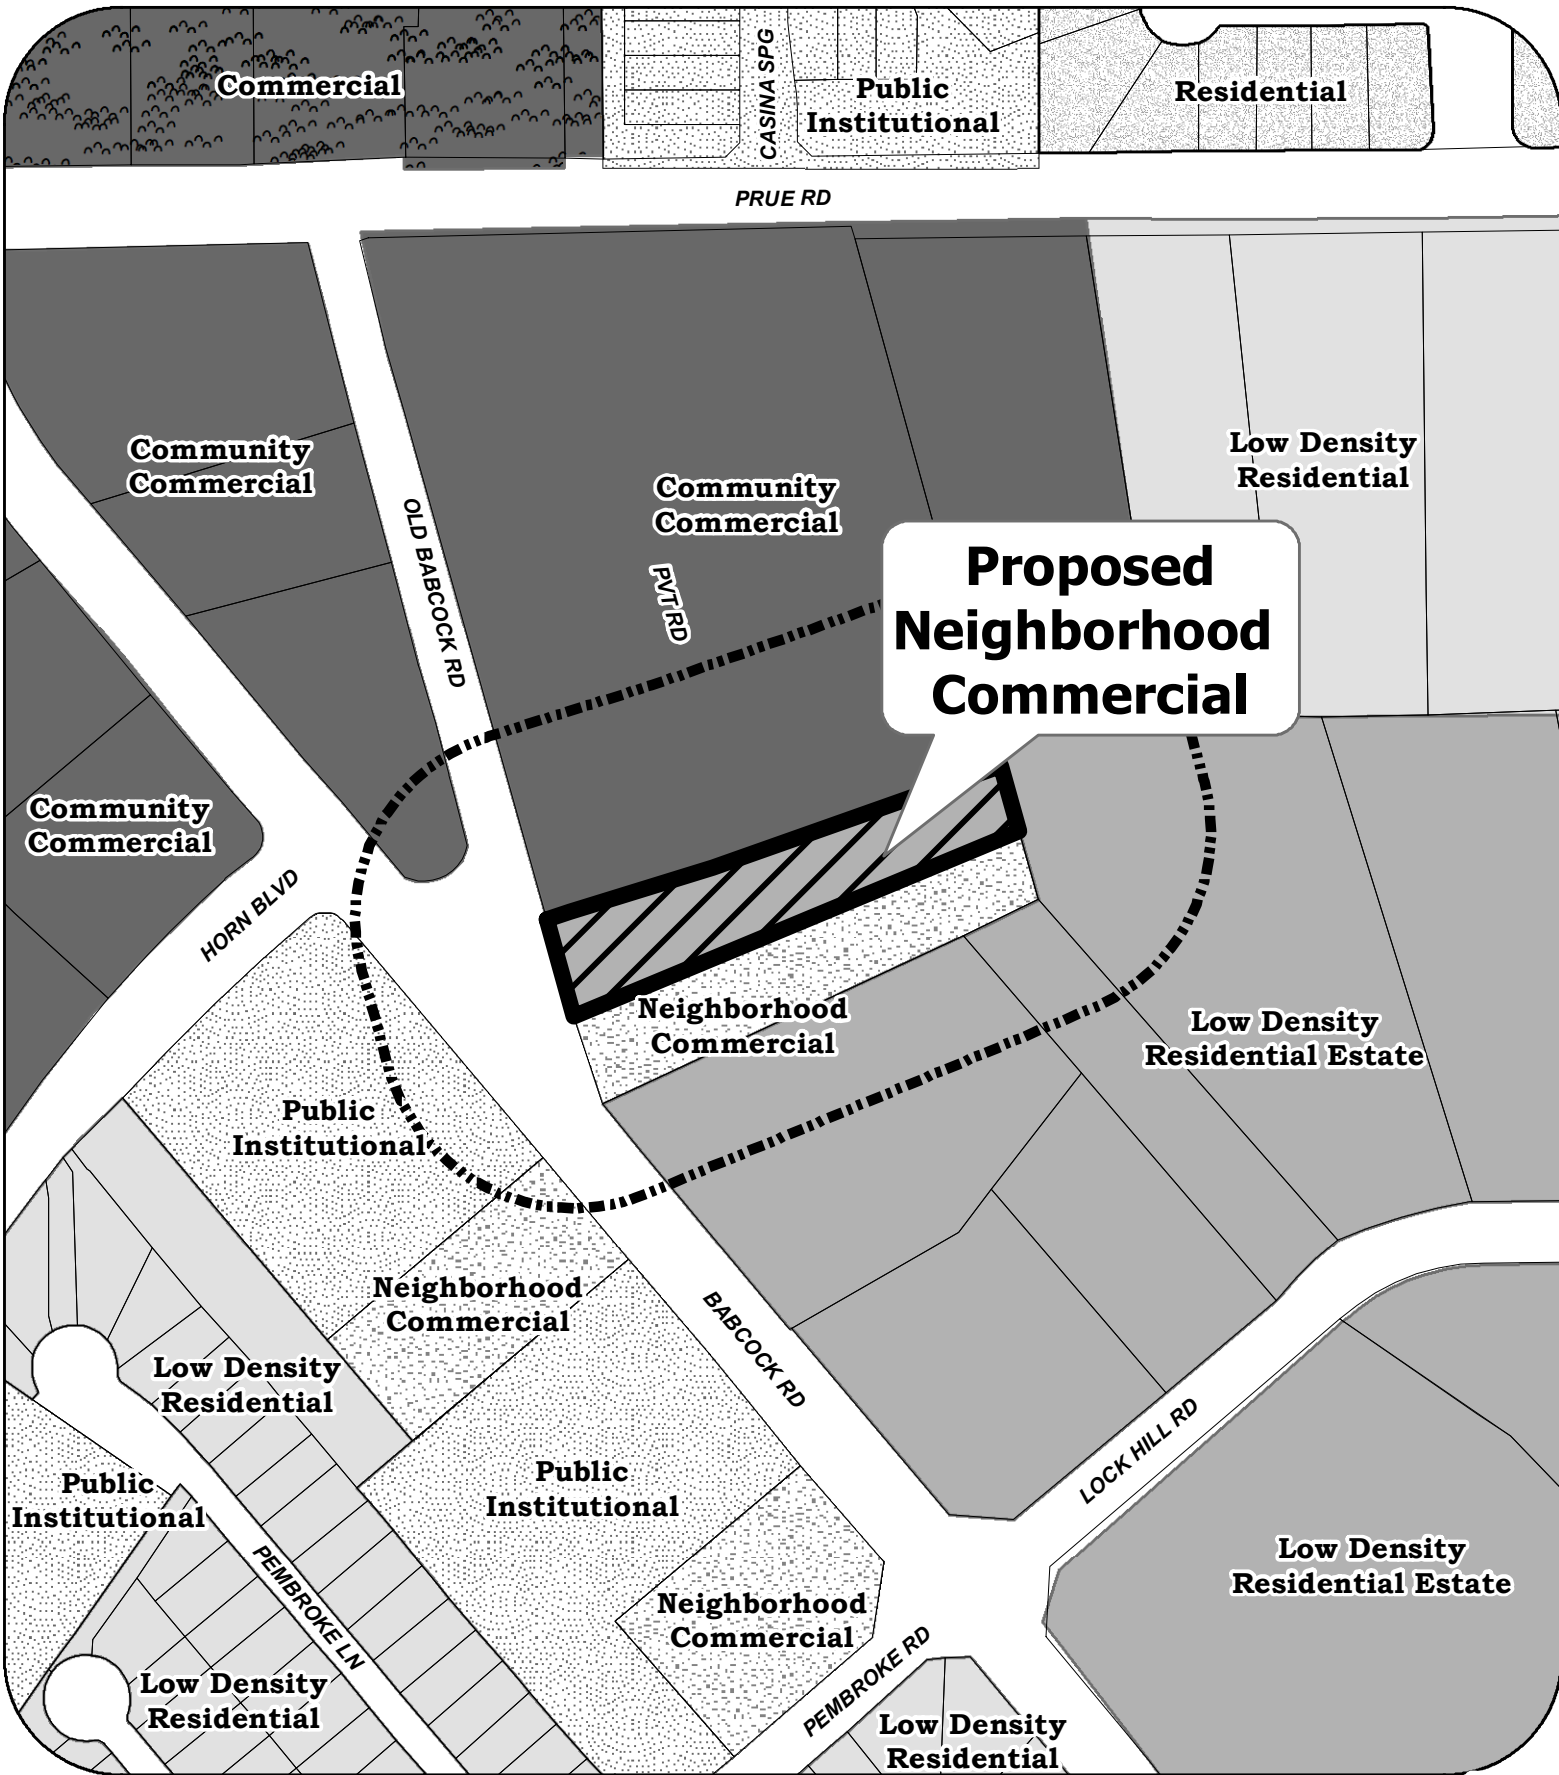 Commercial
CASINA SPG
Public
Institutional
Residential
PRUE RD
Community
Commercial
OLD BABCOCK RD
Community
Commercial
PVT RD
Low Density
Residential
Proposed
Neighborhood
Commercial
Community
Commercial
HORN BLVD
Neighborhood
Commercial
Low Density
Residential Estate
Public
Institutional
Neighborhood
Commercial
BABCOCK RD
Low Density
Residential
Public
Institutional
Public
Institutional
LOCK HILL RD
PEMBROKE LN
Neighborhood
Commercial
Low Density
Residential Estate
PEMBROKE RD
Low Density
Residential
Low Density
Residential